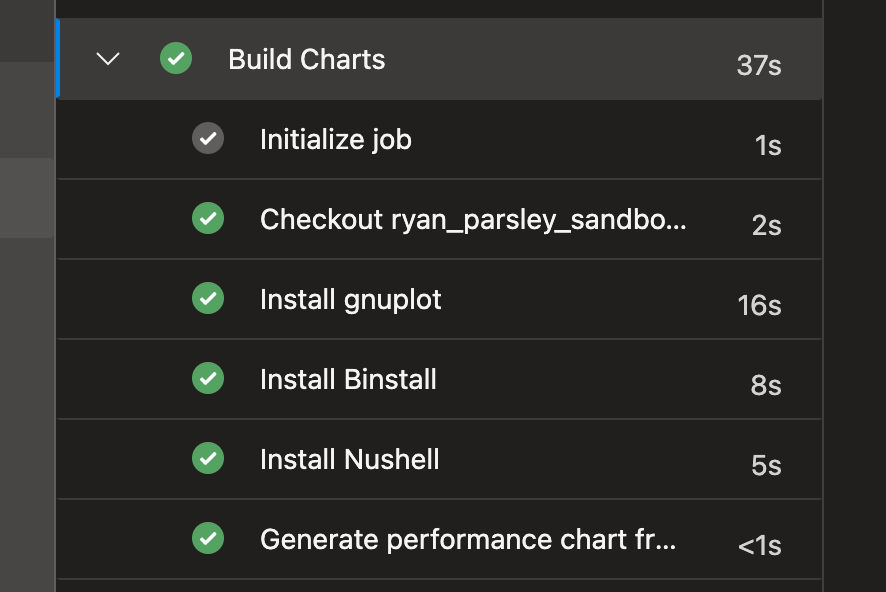 Build Charts 37s
Initialize job 1s
Checkout ryan_parsley_sandbo... 2s
Install gnuplot 16s
Install Binstall 8s
Install Nushell 5s
Generate performance chart fr... <1s